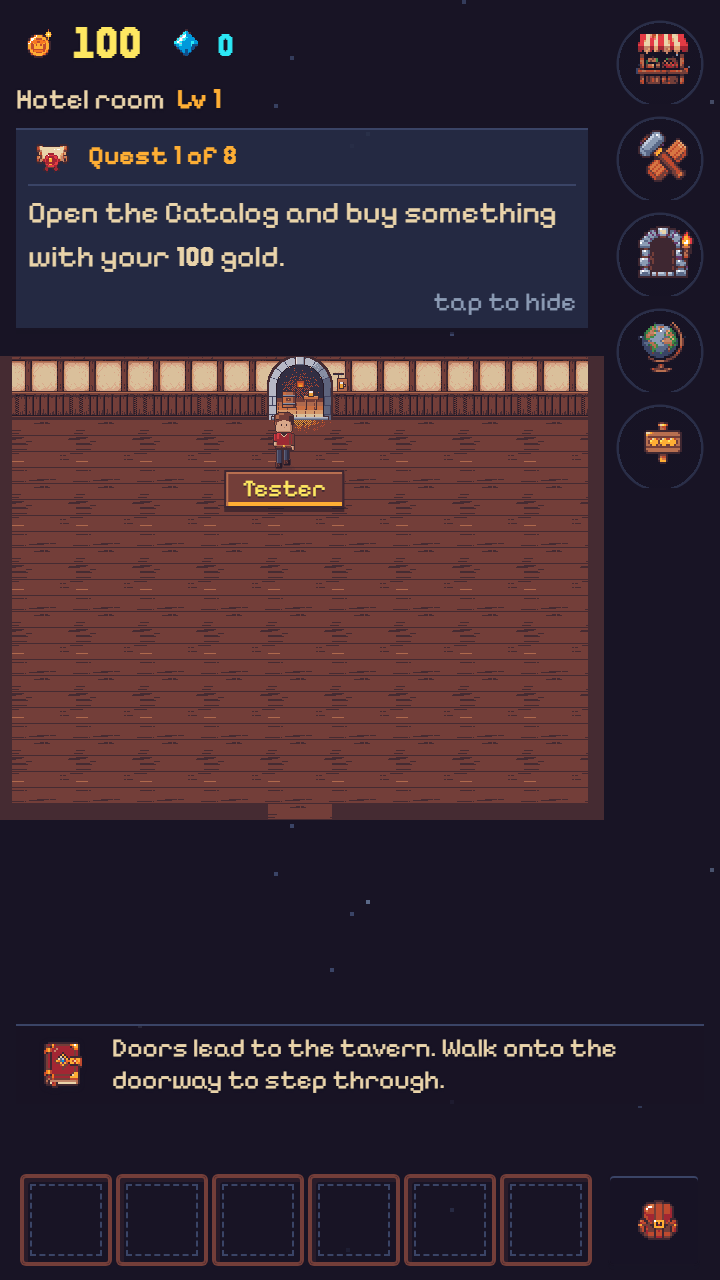 100 0
Hotel room Lv 1
Quest 1 of 8
Open the Catalog and buy something
with your 100 gold.
tap to hide
Tester
Doors lead to the tavern. Walk onto the
doorway to step through.